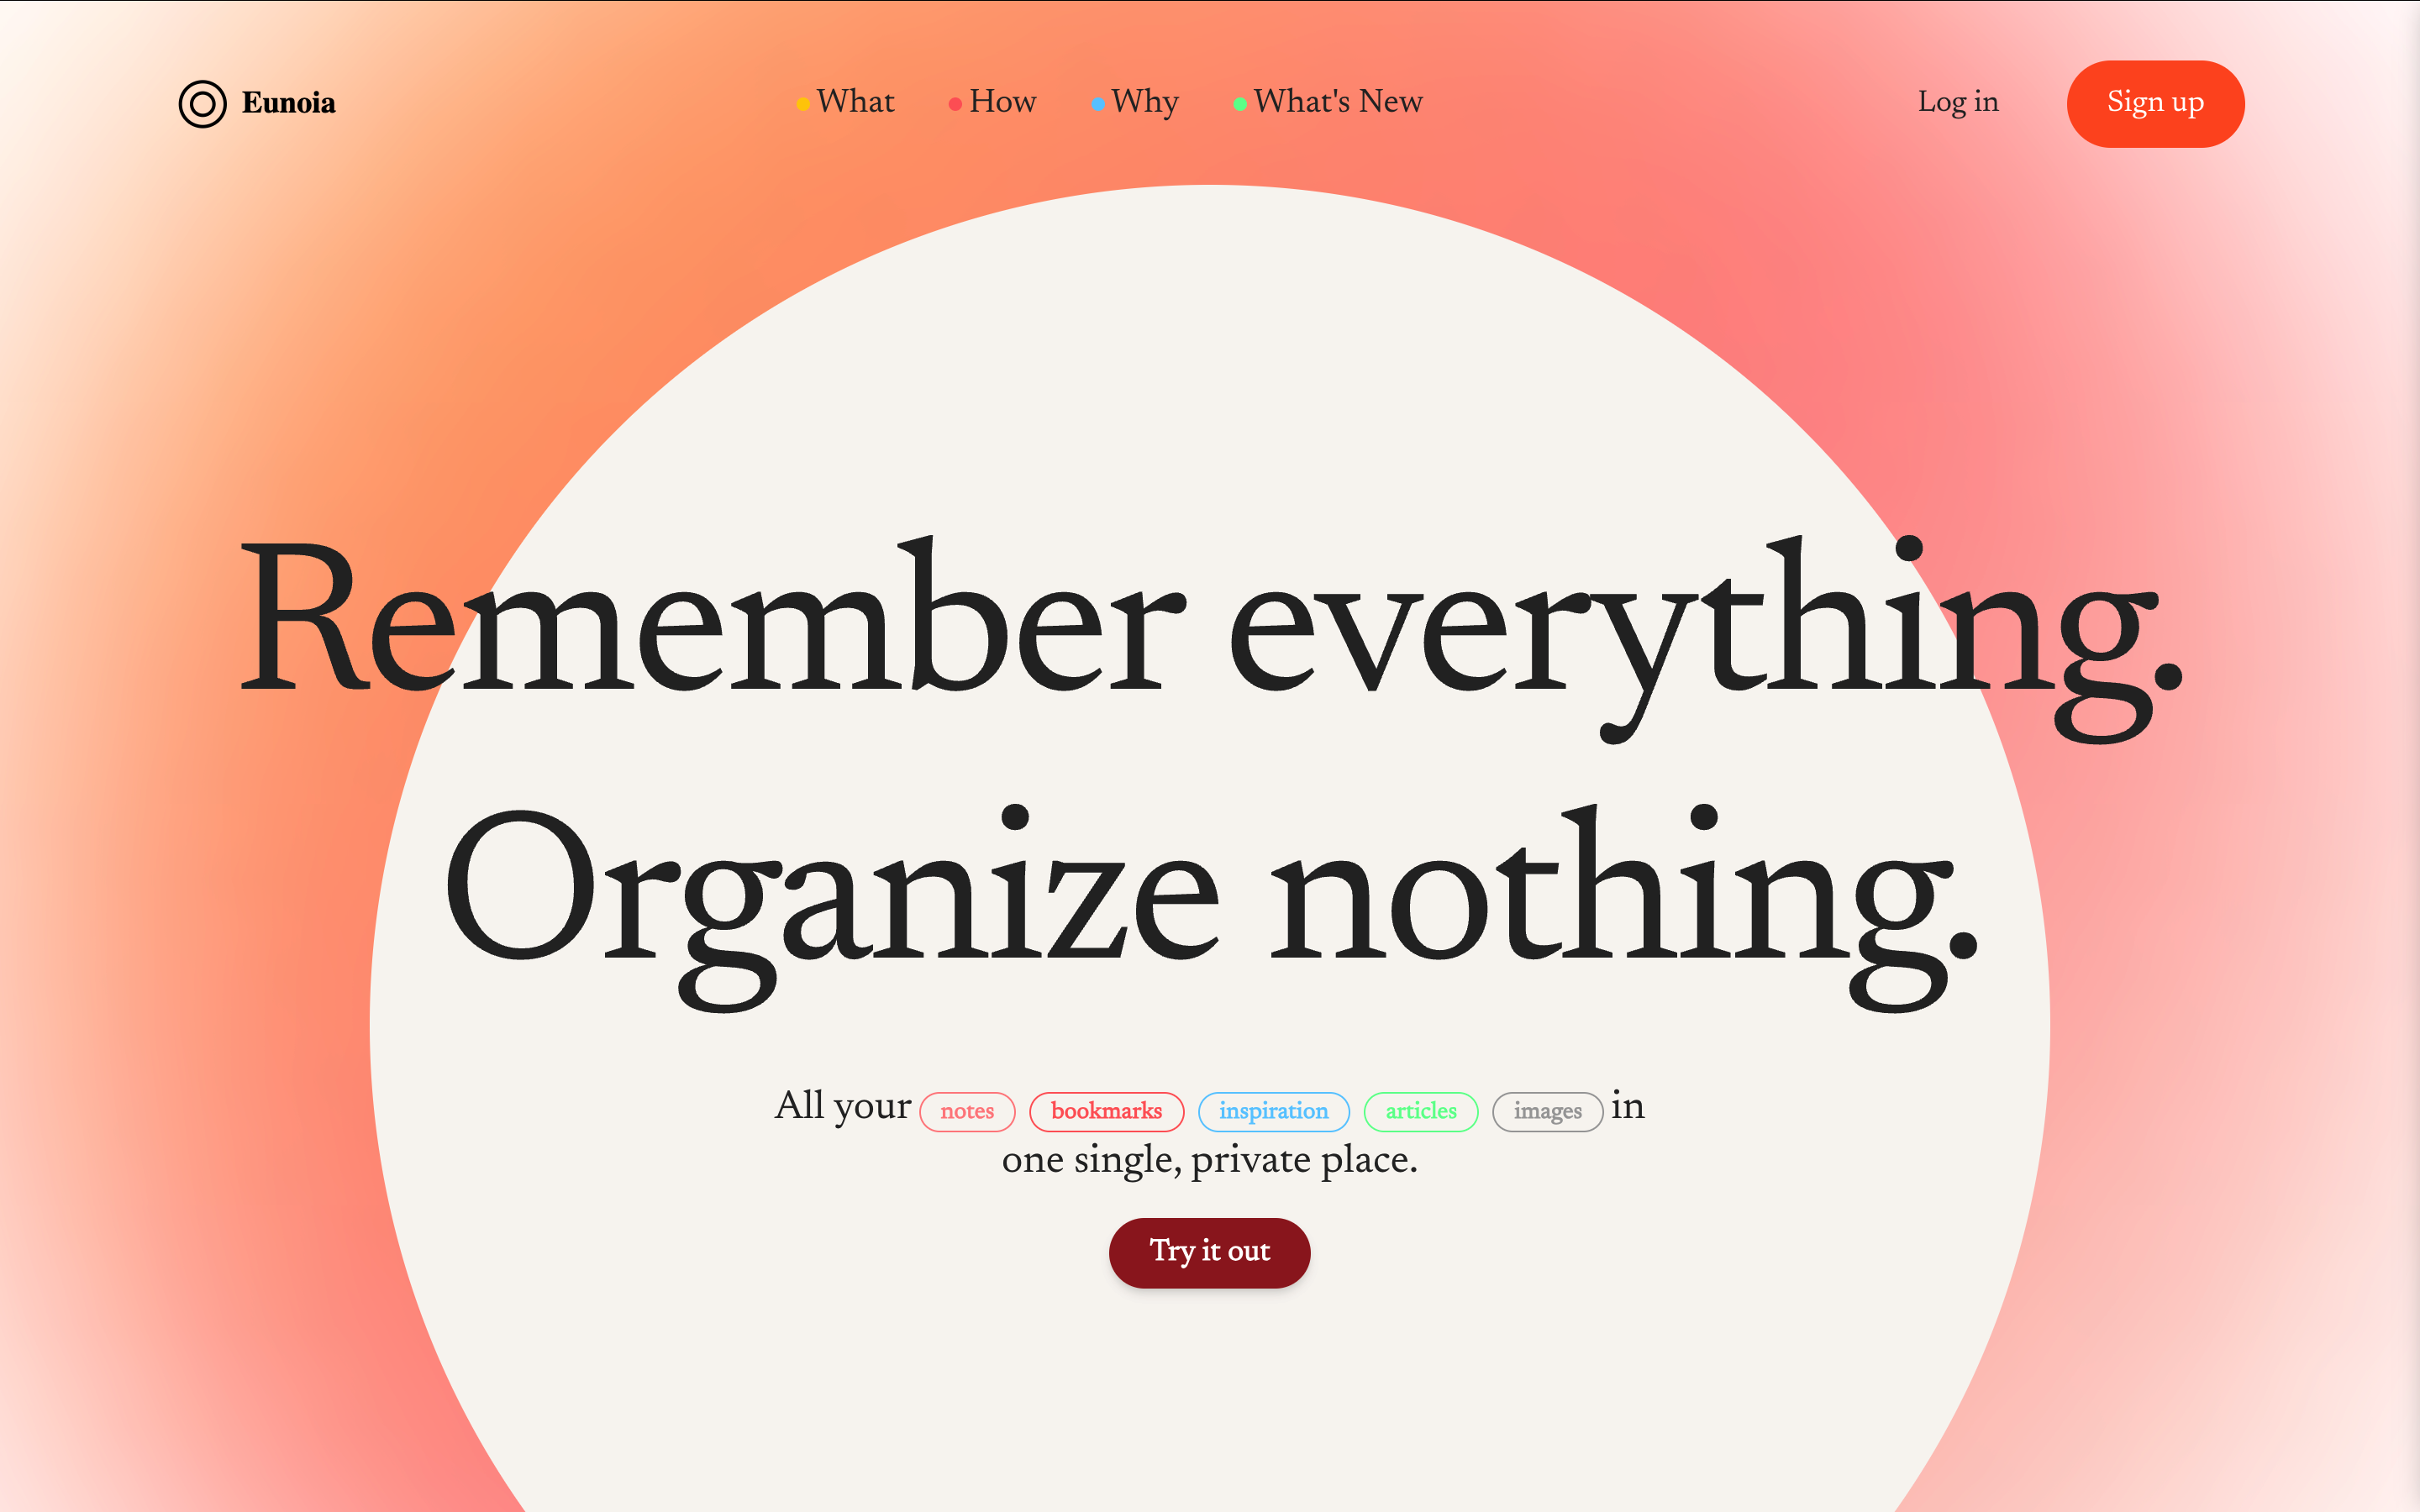 Eunoia
What How Why What's New
Log in Sign up
Remember everything.
Organize nothing.
All your notes bookmarks inspiration articles images in
one single, private place.
Try it out